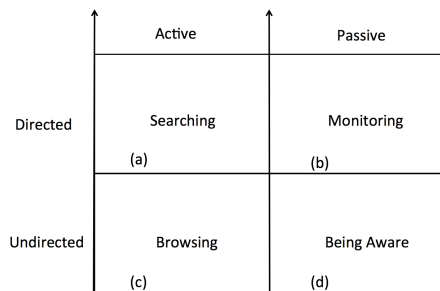 Active Passive
Directed Searching Monitoring
(a) (b)
Undirected Browsing Being Aware
(c) (d)